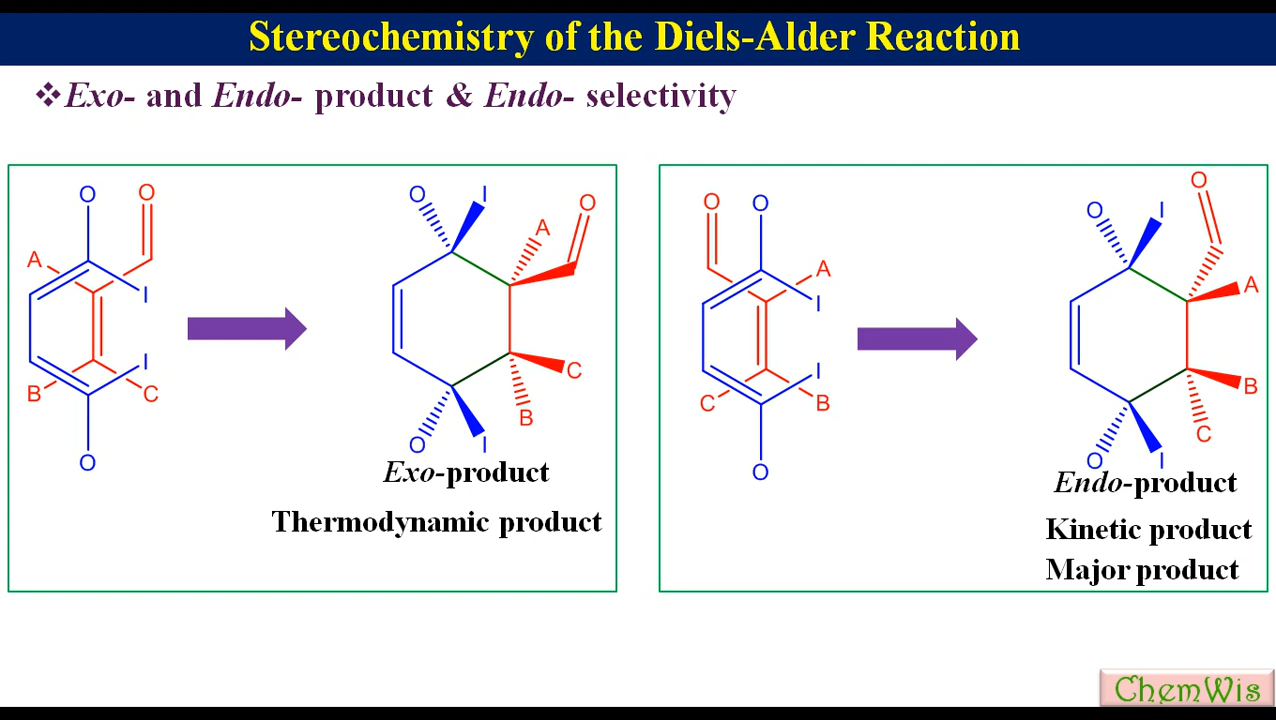 Stereochemistry of the Diels-Alder Reaction
❖Exo- and Endo- product & Endo- selectivity
O O
A
I
I
B C
O
O I O
A
C
B
O I
Exo-product
Thermodynamic product
O O
A
I
I
C B
O
O
O I
A
B
C
O I
Endo-product
Kinetic product
Major product
ChemWis